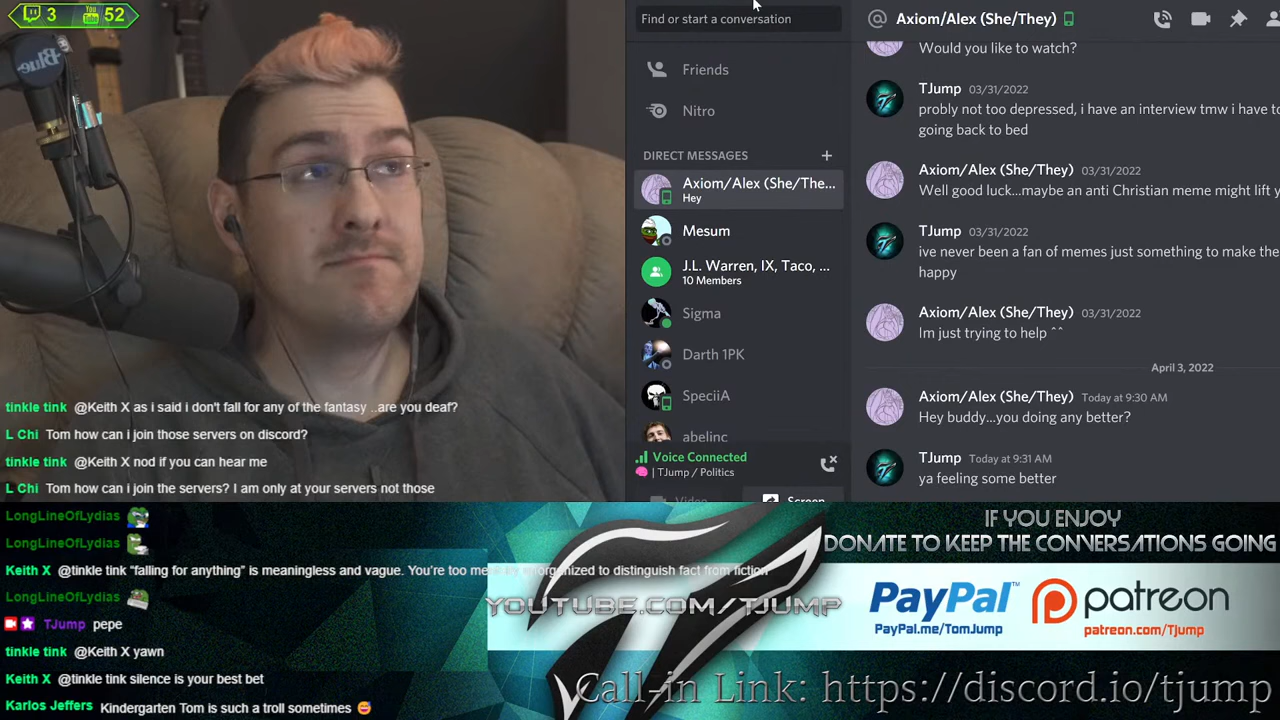 3
You Tube 52
Blue
tinkle tink @Keith X as i said i don't fall for any of the fantasy ..are you deaf?
L Chi Tom how can i join those servers on discord?
tinkle tink @Keith X nod if you can hear me
L Chi Tom how can i join the servers? I am only at your servers not those
LongLineOfLydias
LongLineOfLydias
Keith X @tinkle tink “falling for anything” is meaningless and vague. You're too to distinguish fact from fiction
LongLineOfLydias
TJump pepe
tinkle tink @Keith X yawn
Keith X @tinkle tink silence is your best bet
Karlos Jeffers Kindergarten Tom is such a troll sometimes 😅
Find or start a conversation
Friends
Nitro
DIRECT MESSAGES +
Axiom/Alex (She/The...
Hey
Mesum
J.L. Warren, IX, Taco, ...
10 Members
Sigma
Darth 1PK
SpeciiA
abelinc
Voice Connected
🧠 | TJump / Politics
Video
Screen
@ Axiom/Alex (She/They)
Would you like to watch?
TJump 03/31/2022
probly not too depressed, i have an interview tmw i have to
going back to bed
Axiom/Alex (She/They) 03/31/2022
Well good luck...maybe an anti Christian meme might lift y
TJump 03/31/2022
ive never been a fan of memes just something to make the
happy
Axiom/Alex (She/They) 03/31/2022
Im just trying to help ^^
April 3, 2022
Axiom/Alex (She/They) Today at 9:30 AM
Hey buddy...you doing any better?
TJump Today at 9:31 AM
ya feeling some better
IF YOU ENJOY
DONATE TO KEEP THE CONVERSATIONS GOING
YOUTUBE.COM/TJUMP
PayPal™
PayPal.me/TomJump
patreon
patreon.com/Tjump
Call-in Link: https://discord.io/tjump